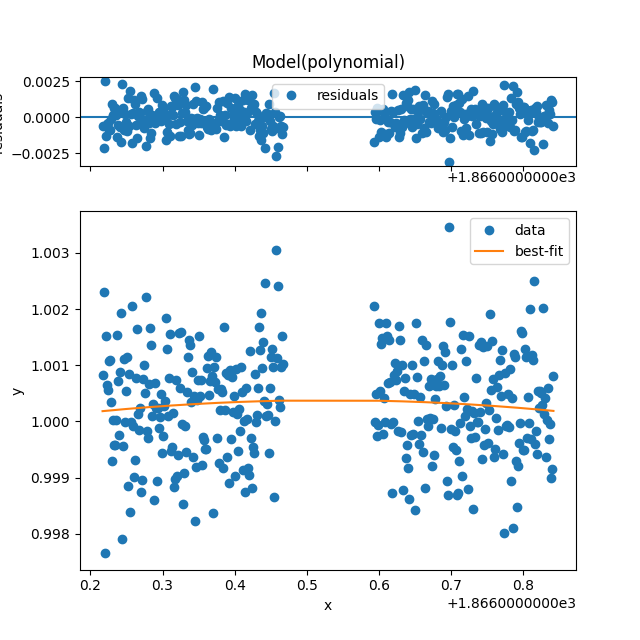 Model(polynomial)
0.0025
0.0000
−0.0025
residuals
residuals
+1.8660000000e3
1.003
1.002
1.001
1.000
0.999
0.998
y
data
best-fit
0.2 0.3 0.4 0.5 0.6 0.7 0.8
x
+1.8660000000e3